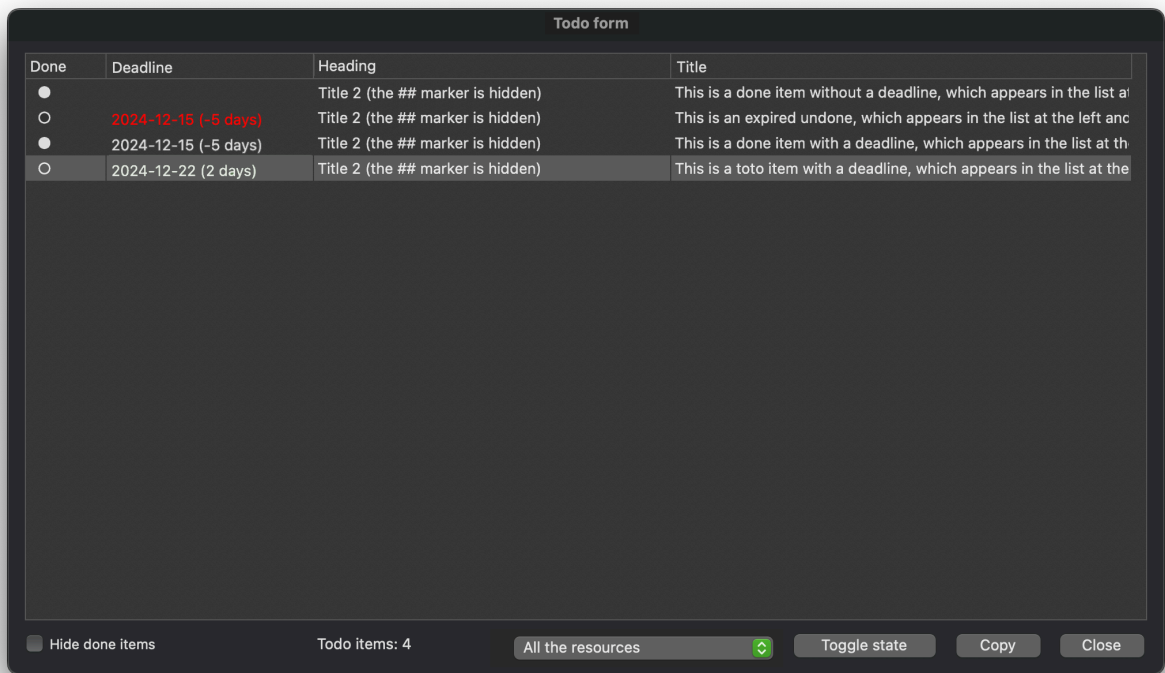 Todo form
Done Deadline Heading Title
Title 2 (the ## marker is hidden) This is a done item without a deadline, which appears in the list at
2024-12-15 (-5 days) Title 2 (the ## marker is hidden) This is an expired undone, which appears in the list at the left and
2024-12-15 (-5 days) Title 2 (the ## marker is hidden) This is a done item with a deadline, which appears in the list at
2024-12-22 (2 days) Title 2 (the ## marker is hidden) This is a toto item with a deadline, which appears in the list at the
Hide done items Todo items: 4 All the resources Toggle state Copy Close